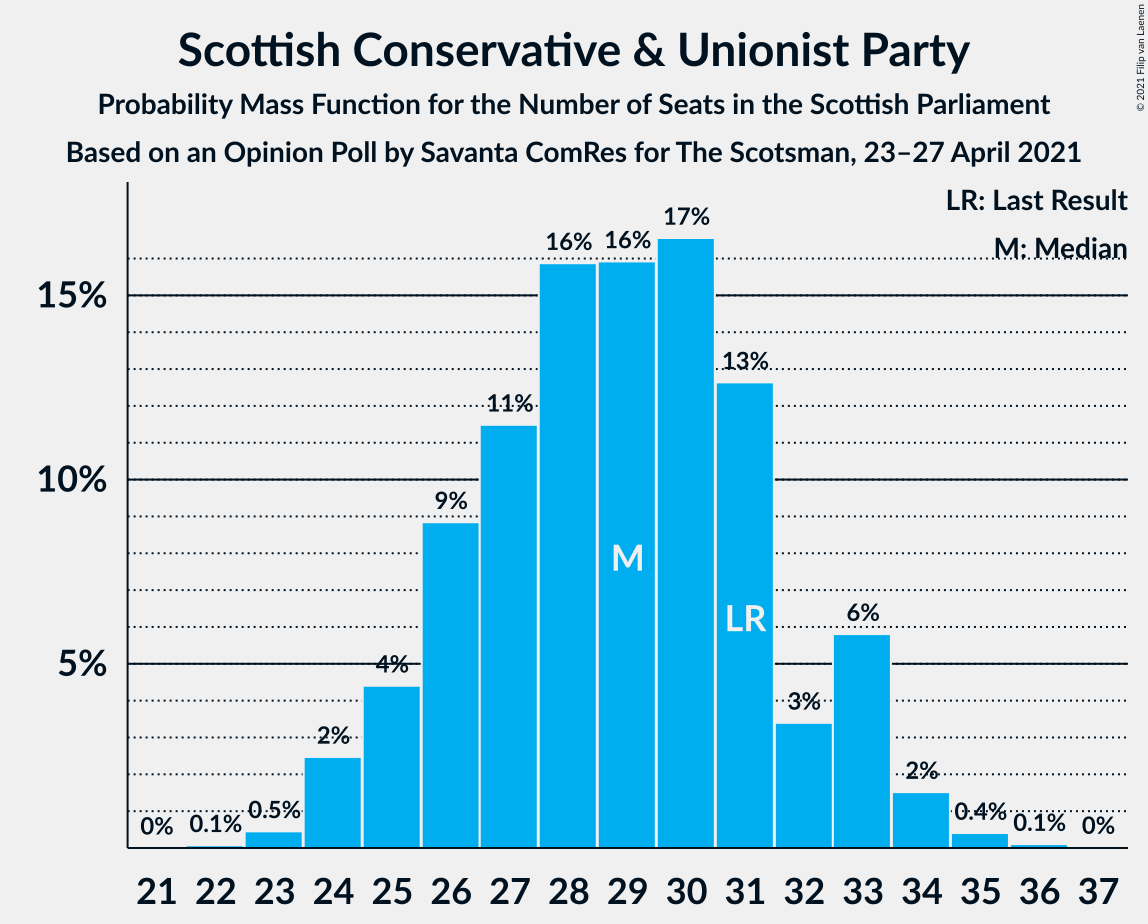 Scottish Conservative & Unionist Party
Probability Mass Function for the Number of Seats in the Scottish Parliament
Based on an Opinion Poll by Savanta ComRes for The Scotsman, 23–27 April 2021
© 2021 Filip van Laenen
LR: Last Result
M: Median
15%
10%
5%
0%
0.1%
0.5%
2%
4%
9%
11%
16%
16%
17%
13%
3%
6%
2%
0.4%
0.1%
0%
M
LR
21 22 23 24 25 26 27 28 29 30 31 32 33 34 35 36 37